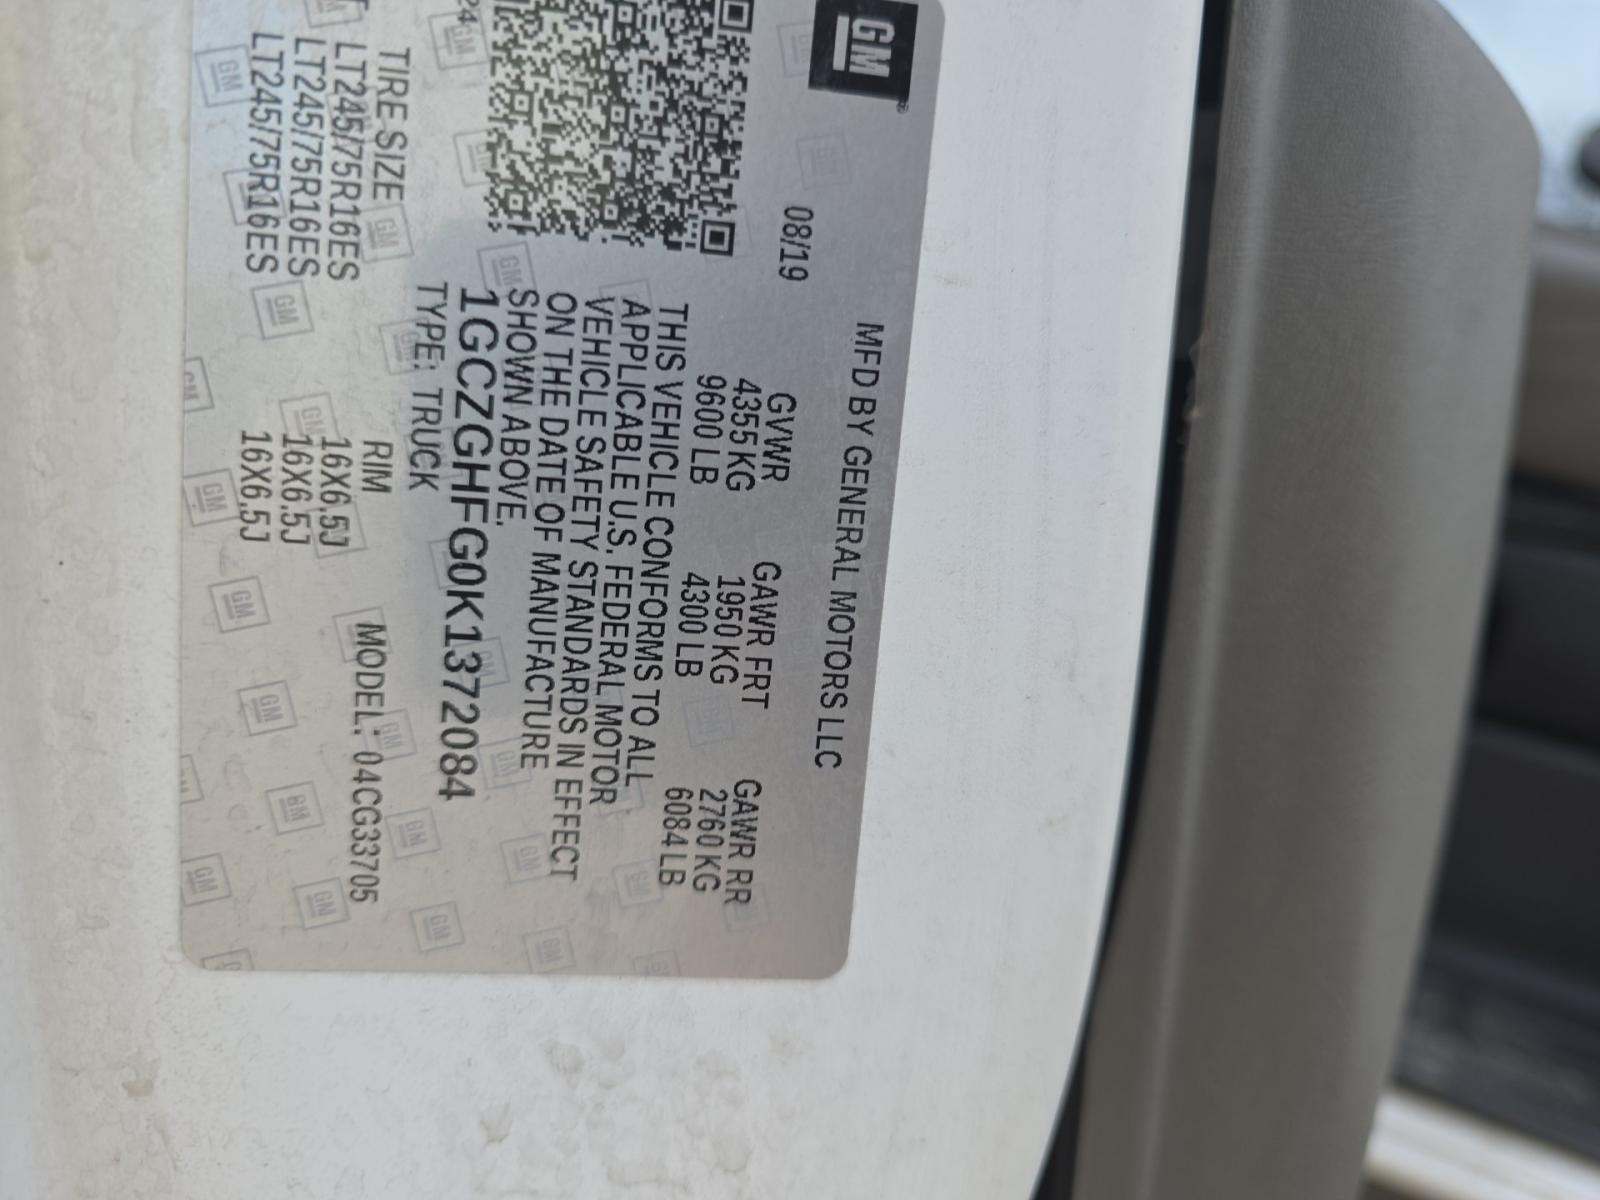 GM
MFD BY GENERAL MOTORS LLC
08/19 GVWR GAWR FRT GAWR RR
4355 KG 1950 KG 2760 KG
9600 LB 4300 LB 6084 LB
THIS VEHICLE CONFORMS TO ALL
APPLICABLE U.S. FEDERAL MOTOR
VEHICLE SAFETY STANDARDS IN EFFECT
ON THE DATE OF MANUFACTURE
SHOWN ABOVE.
1GCZGHFG0K1372084
TYPE: TRUCK
TIRE SIZE RIM MODEL: 04CG33705
LT245/75R16ES 16X6.5J
LT245/75R16ES 16X6.5J
LT245/75R16ES 16X6.5J